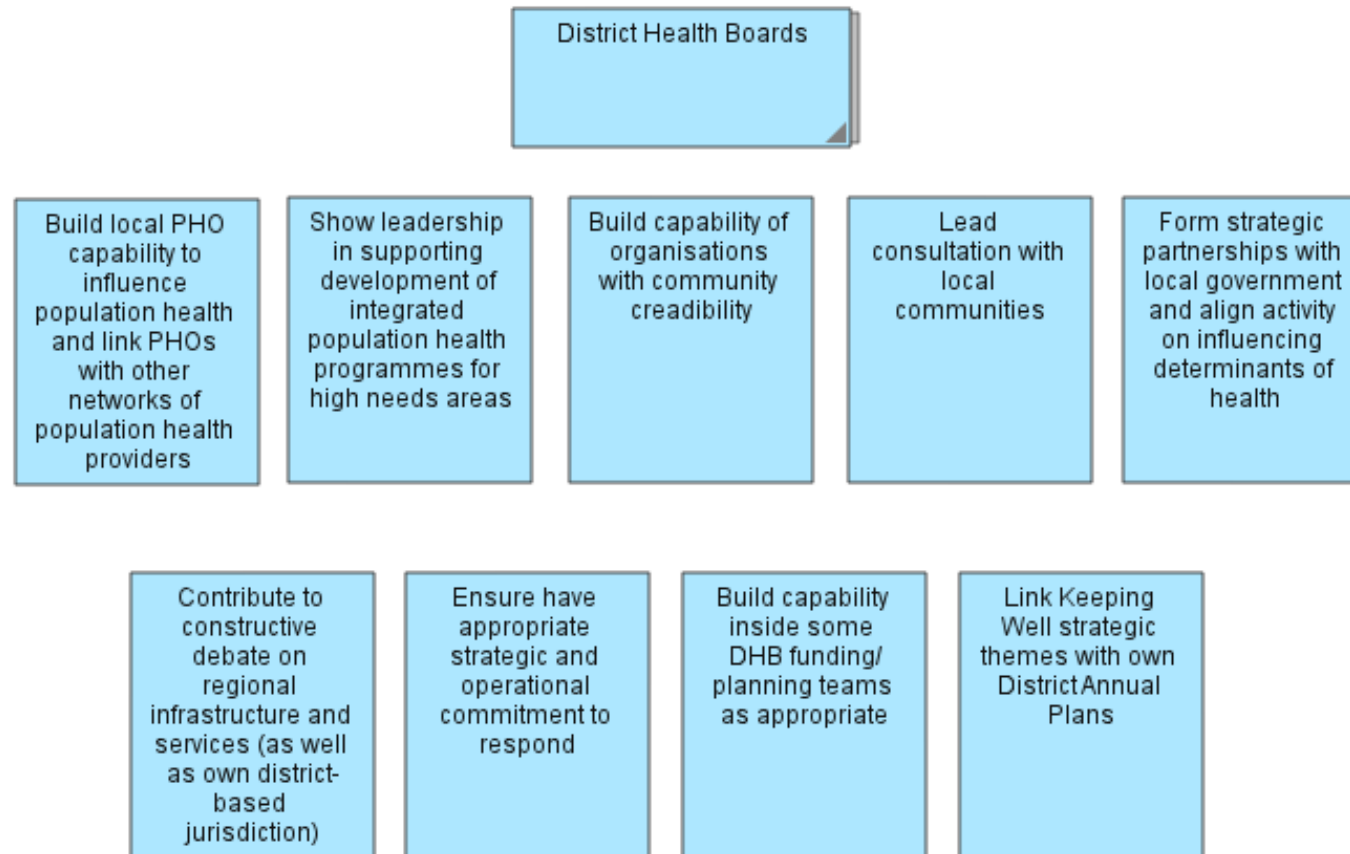 District Health Boards
Build local PHO
capability to
influence
population health
and link PHOs
with other
networks of
population health
providers
Show leadership
in supporting
development of
integrated
population health
programmes for
high needs areas
Build capability of
organisations
with community
creadibility
Lead
consultation with
local
communities
Form strategic
partnerships with
local government
and align activity
on influencing
determinants of
health
Contribute to
constructive
debate on
regional
infrastructure and
services (as well
as own district-
based
jurisdiction)
Ensure have
appropriate
strategic and
operational
commitment to
respond
Build capability
inside some
DHB funding/
planning teams
as appropriate
Link Keeping
Well strategic
themes with own
District Annual
Plans